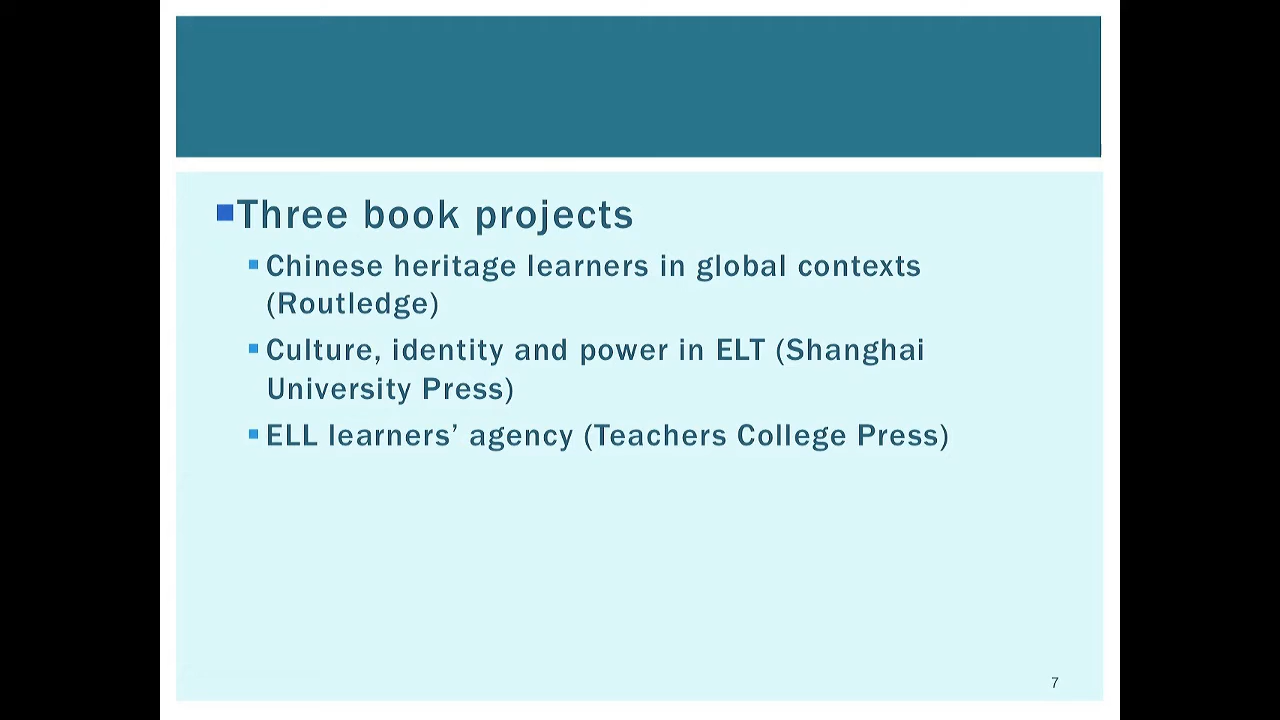 Three book projects
Chinese heritage learners in global contexts
(Routledge)
Culture, identity and power in ELT (Shanghai
University Press)
ELL learners’ agency (Teachers College Press)
7